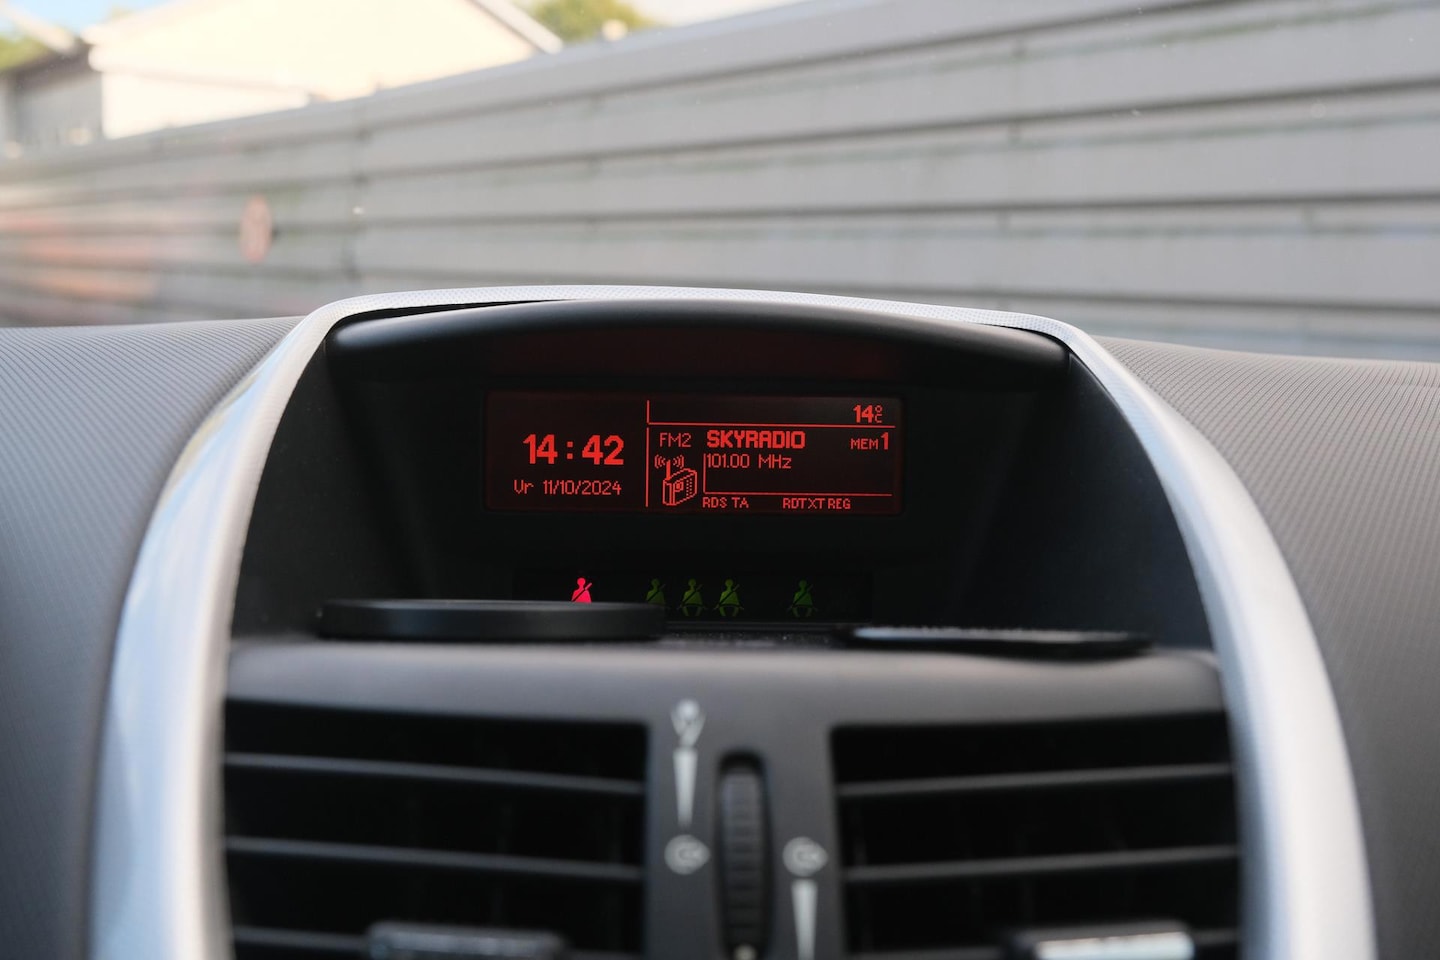 14°C
14:42
Vr 11/10/2024
FM2 SKYRADIO MEM 1
101.00 MHz
RDS TA RDTXT REG